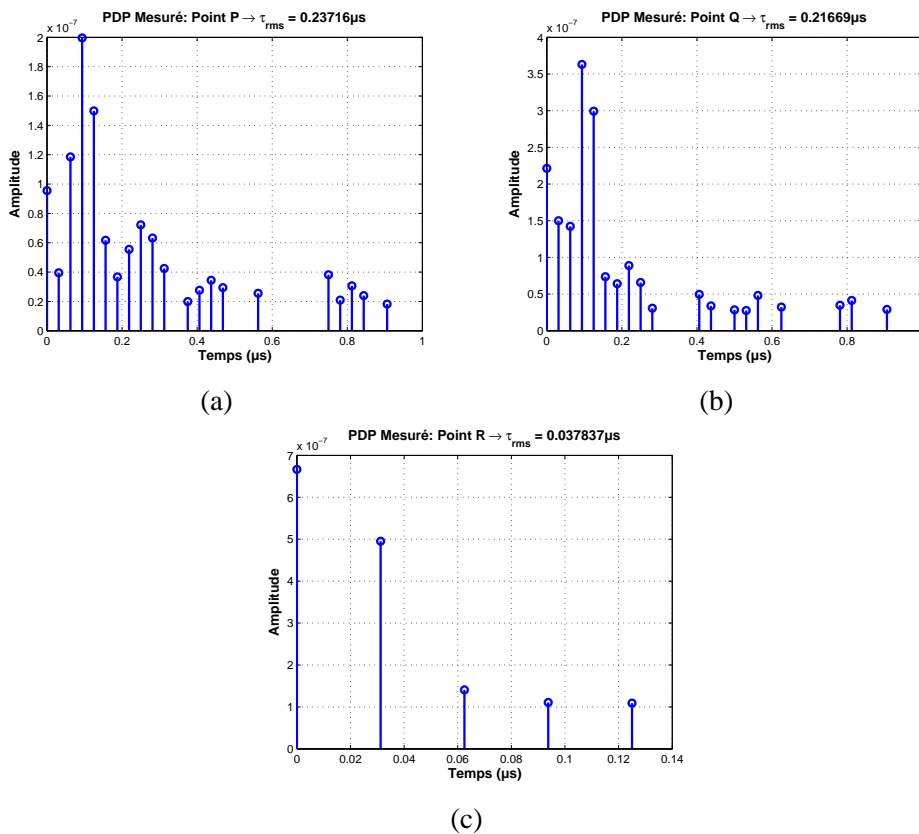 PDP Mesuré: Point P → τrms = 0.23716µs
x 10⁻⁷
2
1.8
1.6
1.4
1.2
1
0.8
0.6
0.4
0.2
0
Amplitude
0 0.2 0.4 0.6 0.8 1
Temps (µs)
(a)
PDP Mesuré: Point Q → τrms = 0.21669µs
x 10⁻⁷
4
3.5
3
2.5
2
1.5
1
0.5
0
Amplitude
0 0.2 0.4 0.6 0.8
Temps (µs)
(b)
PDP Mesuré: Point R → τrms = 0.037837µs
x 10⁻⁷
7
6
5
4
3
2
1
0
Amplitude
0 0.02 0.04 0.06 0.08 0.1 0.12 0.14
Temps (µs)
(c)